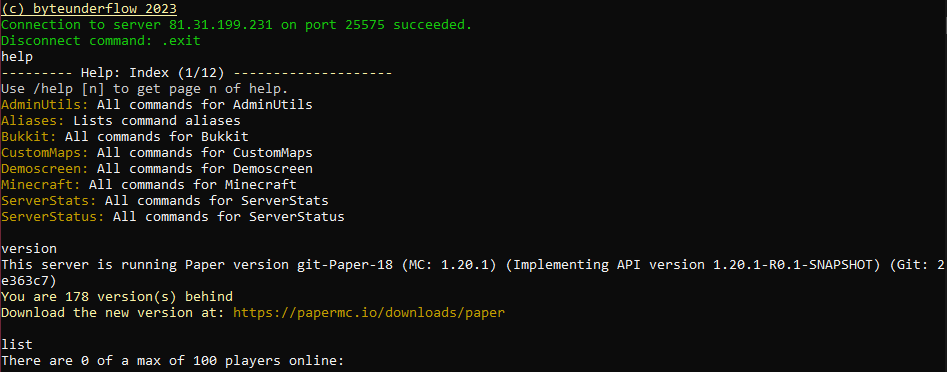 (c) byteunderflow 2023
Connection to server 81.31.199.231 on port 25575 succeeded.
Disconnect command: .exit
help
--------- Help: Index (1/12) --------------------
Use /help [n] to get page n of help.
AdminUtils: All commands for AdminUtils
Aliases: Lists command aliases
Bukkit: All commands for Bukkit
CustomMaps: All commands for CustomMaps
Demoscreen: All commands for Demoscreen
Minecraft: All commands for Minecraft
ServerStats: All commands for ServerStats
ServerStatus: All commands for ServerStatus
version
This server is running Paper version git-Paper-18 (MC: 1.20.1) (Implementing API version 1.20.1-R0.1-SNAPSHOT) (Git: 2
e363c7)
You are 178 version(s) behind
Download the new version at: https://papermc.io/downloads/paper
list
There are 0 of a max of 100 players online: